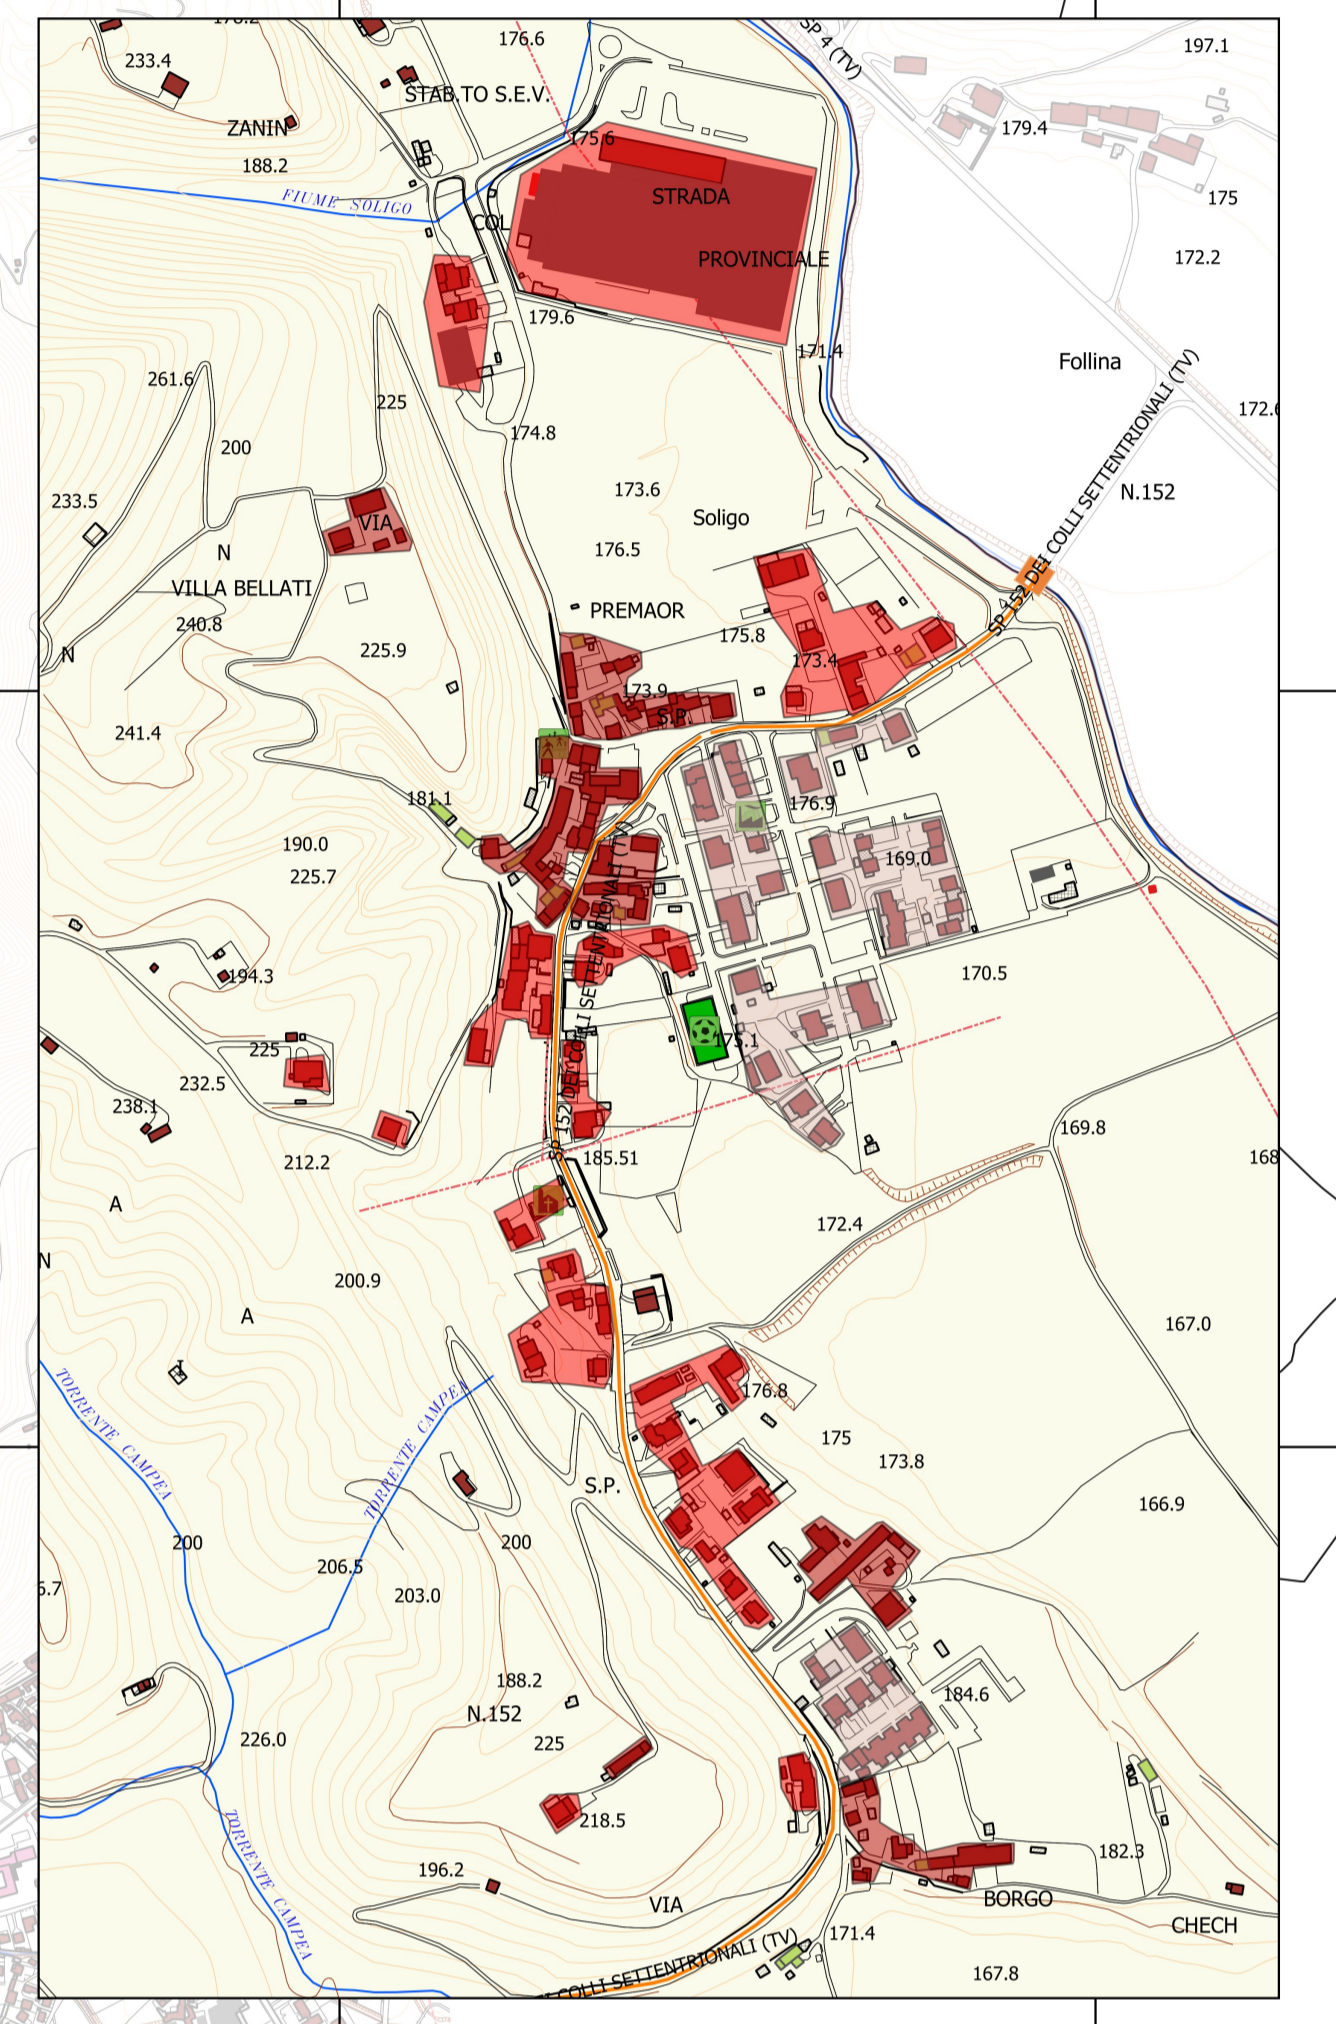 176.6
SP 4 (TV)
197.1
233.4
STAB.TO S.E.V.
ZANIN
175.6
179.4
188.2
FIUME SOLIGO
STRADA
175
COL
PROVINCIALE
172.2
179.6
171.4
Follina
261.6
225
174.8
200
173.6
N.152
233.5
Soligo
VIA
N
176.5
SP 152 DEI COLLI SETTENTRIONALI (TV)
VILLA BELLATI
PREMAOR
240.8
175.8
N
225.9
173.4
173.9
S.P.
241.4
181.1
176.9
190.0
169.0
225.7
SP 152 DEI COLLI SETTENTRIONALI (TV)
194.3
170.5
225
175.1
232.5
238.1
169.8
212.2
185.51
168
A
172.4
N
200.9
A
167.0
TORRENTE CAMPEA
TORRENTE CAMPEA
176.8
175
173.8
S.P.
166.9
200
200
206.5
5.7
203.0
188.2
184.6
N.152
226.0
225
218.5
TORRENTE CAMPEA
182.3
196.2
VIA
BORGO
CHECH
171.4
COLLI SETTENTRIONALI (TV)
167.8